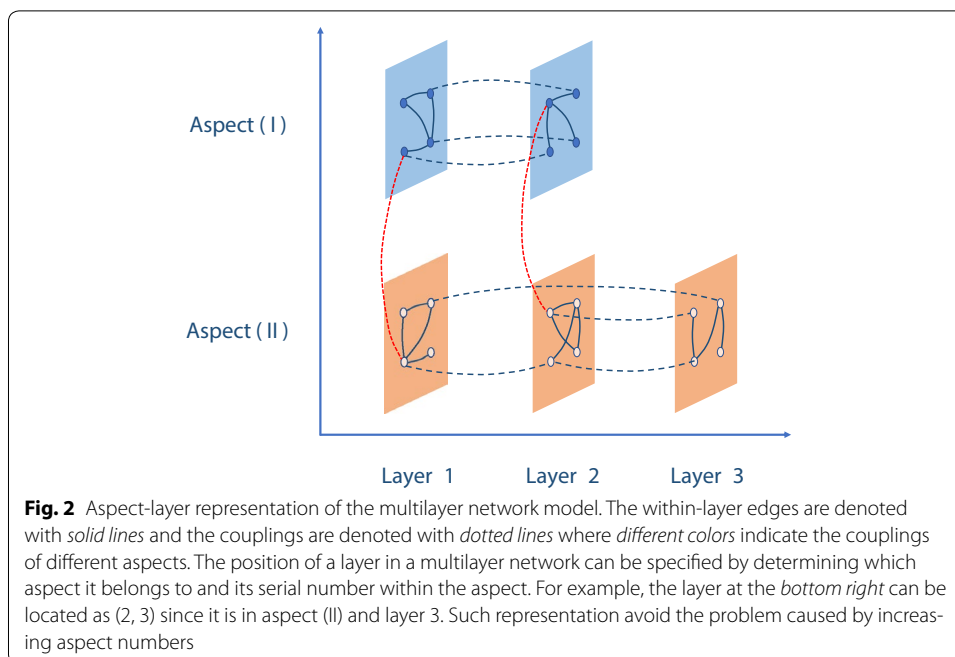 Aspect ( I )
Aspect ( II )
Layer 1 Layer 2 Layer 3
Fig. 2 Aspect-layer representation of the multilayer network model. The within-layer edges are denoted
with solid lines and the couplings are denoted with dotted lines where different colors indicate the couplings
of different aspects. The position of a layer in a multilayer network can be specified by determining which
aspect it belongs to and its serial number within the aspect. For example, the layer at the bottom right can be
located as (2, 3) since it is in aspect (II) and layer 3. Such representation avoid the problem caused by increas-
ing aspect numbers